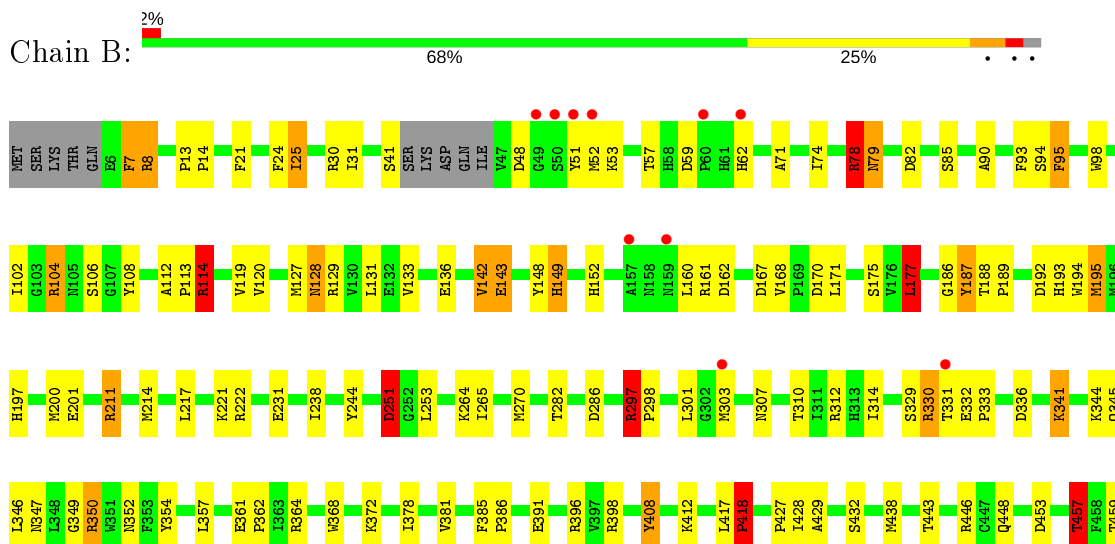 2%
Chain B:
68% 25% • • •
MET SER LYS THR GLN E6 F7 R8 P13 P14 F21 F24 I25 R30 I31 S41 SER LYS ASP GLN ILE V47 D48 G49 S50 Y51 M52 K53 T57 H58 D59 P60 H61 H62 A71 I74 R78 N79 D82 S85 A90 F93 S94 F95 W98
I102 G103 R104 N105 S106 G107 Y108 A112 P113 R114 V119 V120 M127 N128 R129 V130 L131 E132 V133 E136 V142 E143 Y148 H149 H152 A157 N158 N159 L160 R161 D162 D167 V168 P169 D170 L171 S175 V176 L177 G186 Y187 T188 P189 D192 H193 W194 M195 M196
H197 M200 E201 R211 M214 L217 K221 R222 E231 I238 Y244 D251 G252 L253 K264 I265 M270 T282 D286 R297 P298 L301 G302 M303 N307 T310 I311 R312 H313 I314 S329 R330 T331 E332 P333 D336 K341 K344
L346 N347 L348 G349 R350 W351 N352 F353 Y354 L357 E361 P362 I363 R364 W368 K372 I378 V381 F385 P386 E391 R396 V397 R398 Y408 K412 L417 P418 P427 I428 A429 S432 M438 T443 R446 C447 Q448 D453 T457 F458